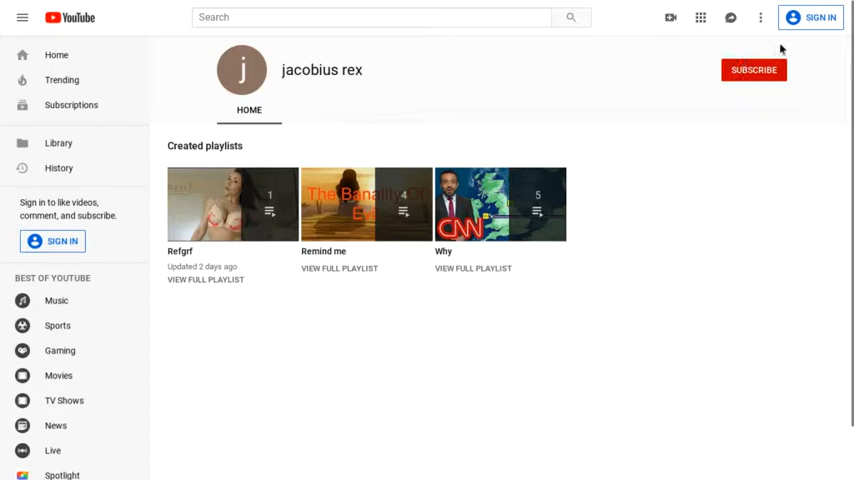 YouTube
Search
SIGN IN
Home
Trending
Subscriptions
Library
History
Sign in to like videos,
comment, and subscribe.
SIGN IN
BEST OF YOUTUBE
Music
Sports
Gaming
Movies
TV Shows
News
Live
Spotlight
j
jacobius rex
SUBSCRIBE
HOME
Created playlists
1
Refgrf
Updated 2 days ago
VIEW FULL PLAYLIST
The Banality Of
Evil
4
Remind me
VIEW FULL PLAYLIST
CNN
5
Why
VIEW FULL PLAYLIST